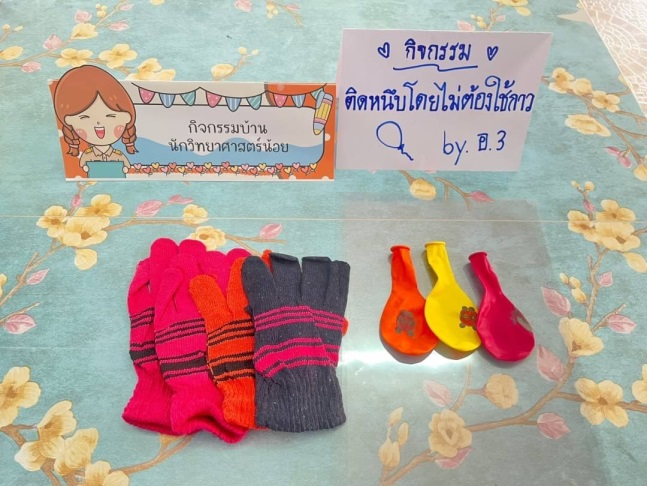 กิจกรรมบ้าน
นักวิทยาศาสตร์น้อย
กิจกรรม
ติดหนึบโดยไม่ต้องใช้กาว
by. อ.3